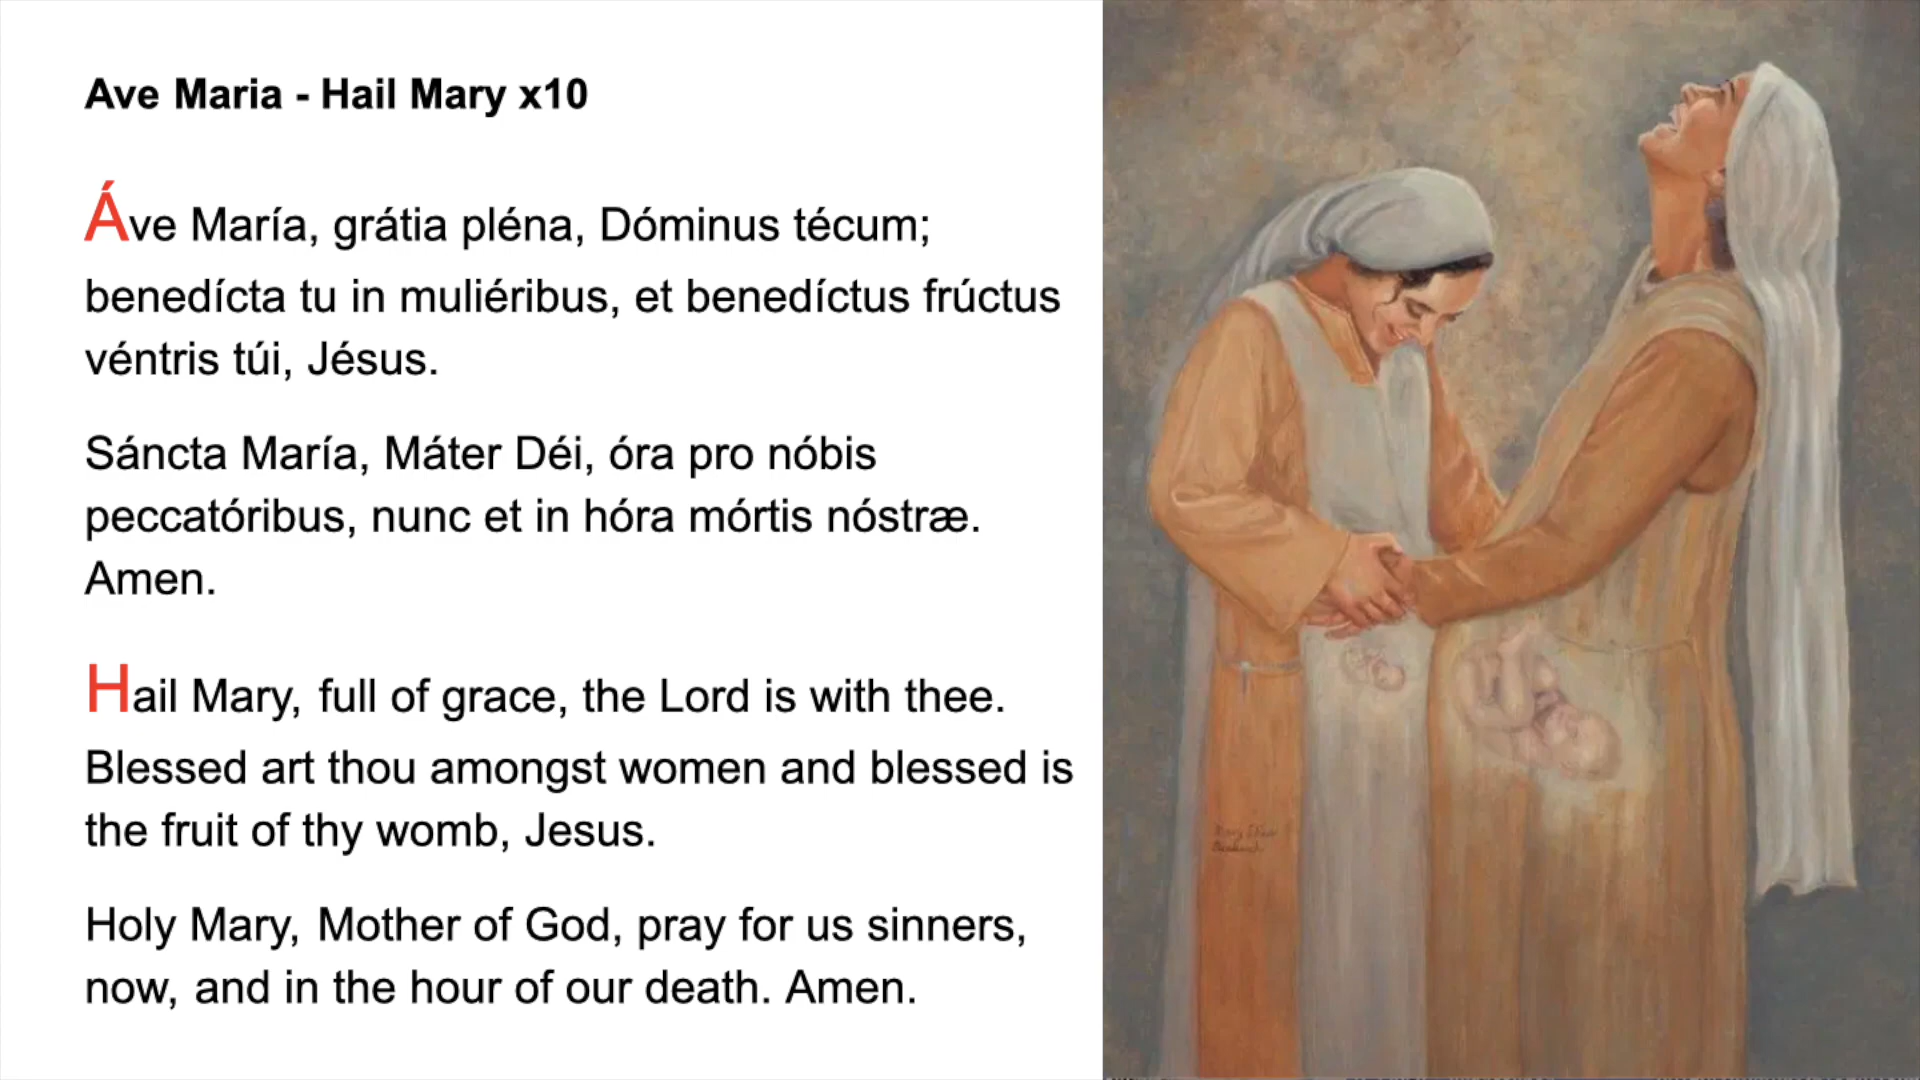 Ave Maria - Hail Mary x10
Áve María, grátia pléna, Dóminus técum;
benedícta tu in muliéribus, et benedíctus frúctus
véntris túi, Jésus.
Sáncta María, Máter Déi, óra pro nóbis
peccatóribus, nunc et in hóra mórtis nóstræ.
Amen.
Hail Mary, full of grace, the Lord is with thee.
Blessed art thou amongst women and blessed is
the fruit of thy womb, Jesus.
Holy Mary, Mother of God, pray for us sinners,
now, and in the hour of our death. Amen.